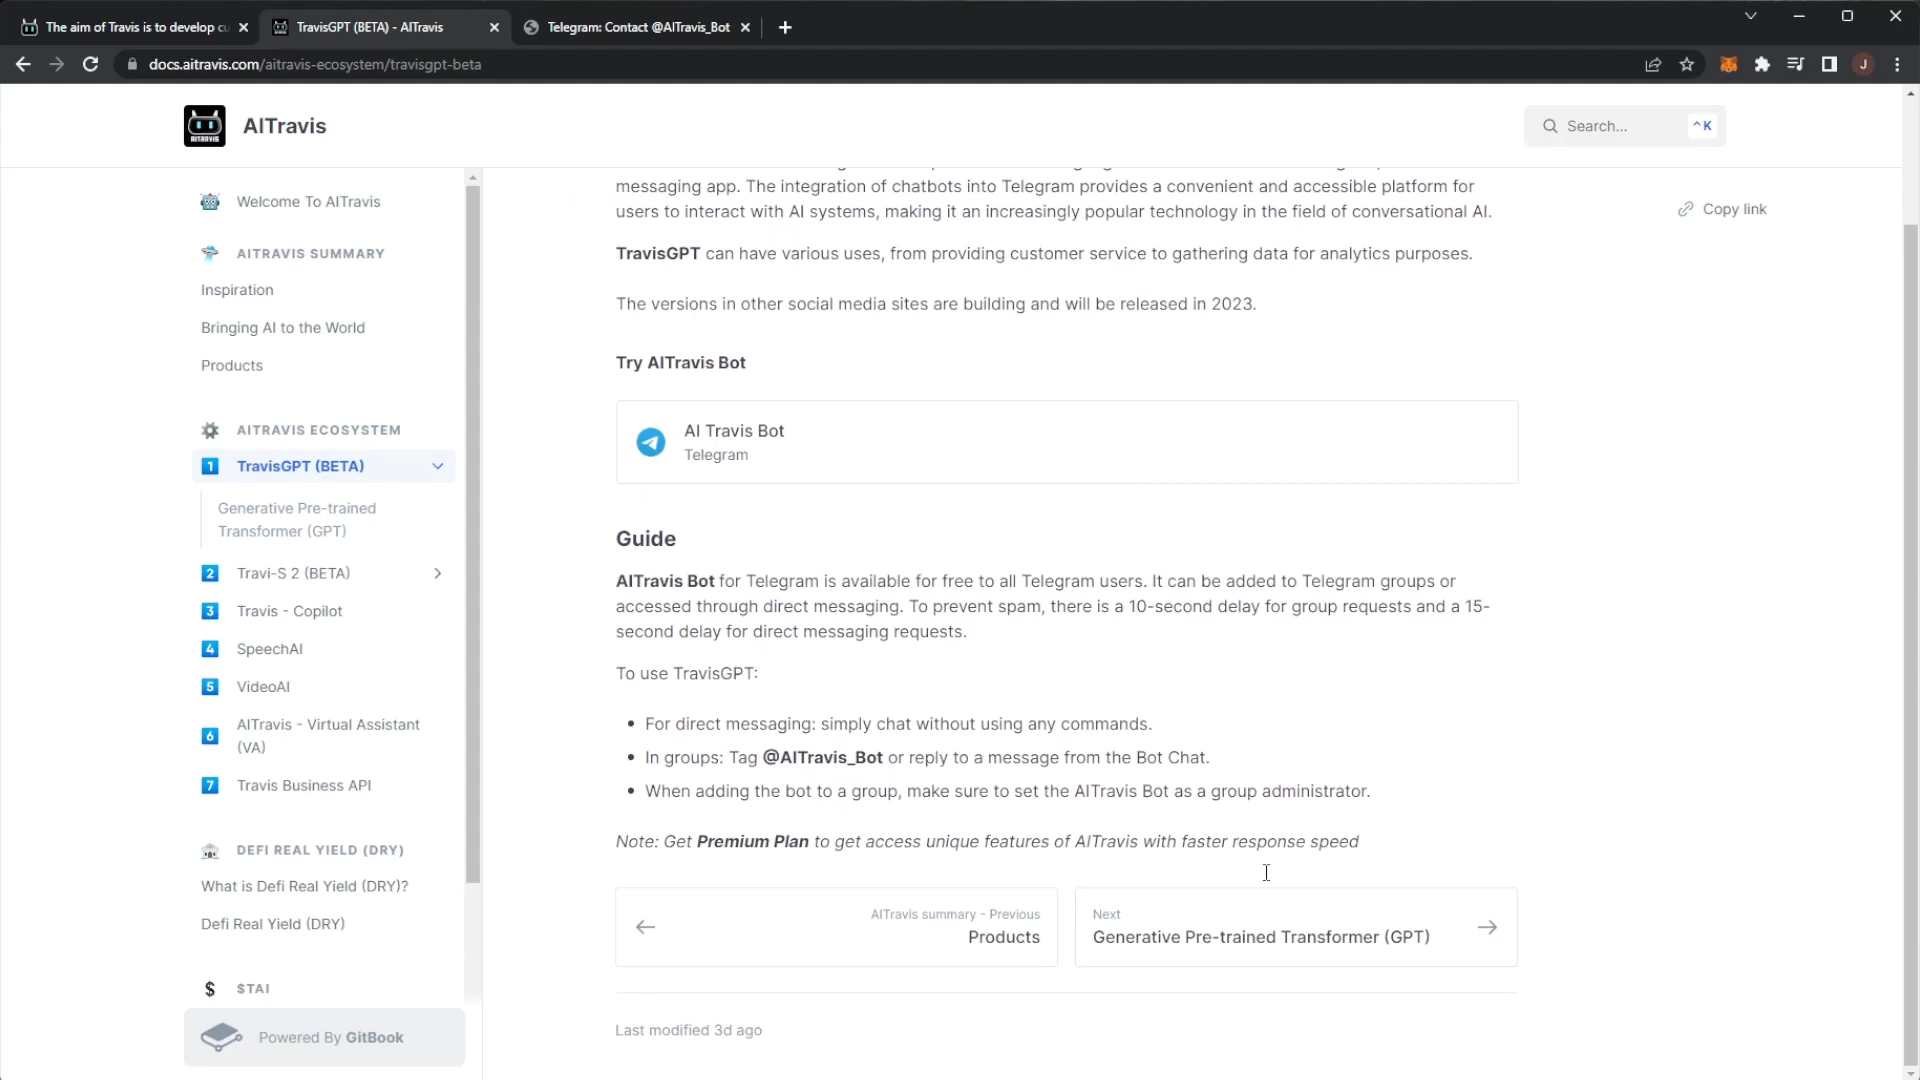 The aim of Travis is to develop cu
TravisGPT (BETA) - AITravis
Telegram: Contact @AITravis_Bot
docs.aitravis.com/aitravis-ecosystem/travisgpt-beta
J
AITRAVIS
AITravis
Search...
^K
Welcome To AITravis
AITRAVIS SUMMARY
Inspiration
Bringing AI to the World
Products
AITRAVIS ECOSYSTEM
1 TravisGPT (BETA)
Generative Pre-trained
Transformer (GPT)
2 Travi-S 2 (BETA)
3 Travis - Copilot
4 SpeechAI
5 VideoAI
6 AITravis - Virtual Assistant
(VA)
7 Travis Business API
DEFI REAL YIELD (DRY)
What is Defi Real Yield (DRY)?
Defi Real Yield (DRY)
$ $TAI
Powered By GitBook
messaging app. The integration of chatbots into Telegram provides a convenient and accessible platform for
users to interact with AI systems, making it an increasingly popular technology in the field of conversational AI.
TravisGPT can have various uses, from providing customer service to gathering data for analytics purposes.
The versions in other social media sites are building and will be released in 2023.
Try AITravis Bot
AI Travis Bot
Telegram
Guide
AITravis Bot for Telegram is available for free to all Telegram users. It can be added to Telegram groups or
accessed through direct messaging. To prevent spam, there is a 10-second delay for group requests and a 15-
second delay for direct messaging requests.
To use TravisGPT:
• For direct messaging: simply chat without using any commands.
• In groups: Tag @AITravis_Bot or reply to a message from the Bot Chat.
• When adding the bot to a group, make sure to set the AITravis Bot as a group administrator.
Note: Get Premium Plan to get access unique features of AITravis with faster response speed
AITravis summary - Previous
Products
Next
Generative Pre-trained Transformer (GPT)
Last modified 3d ago
Copy link